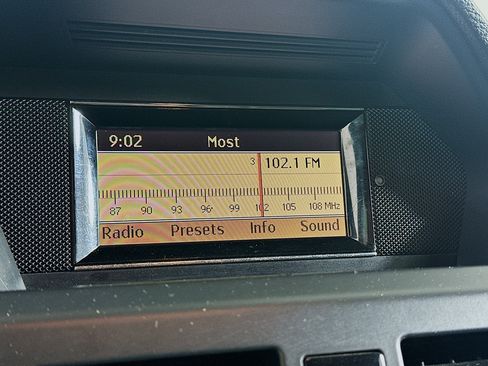 9:02 Most
3 102.1 FM
87 90 93 96 99 102 105 108 MHz
Radio Presets Info Sound